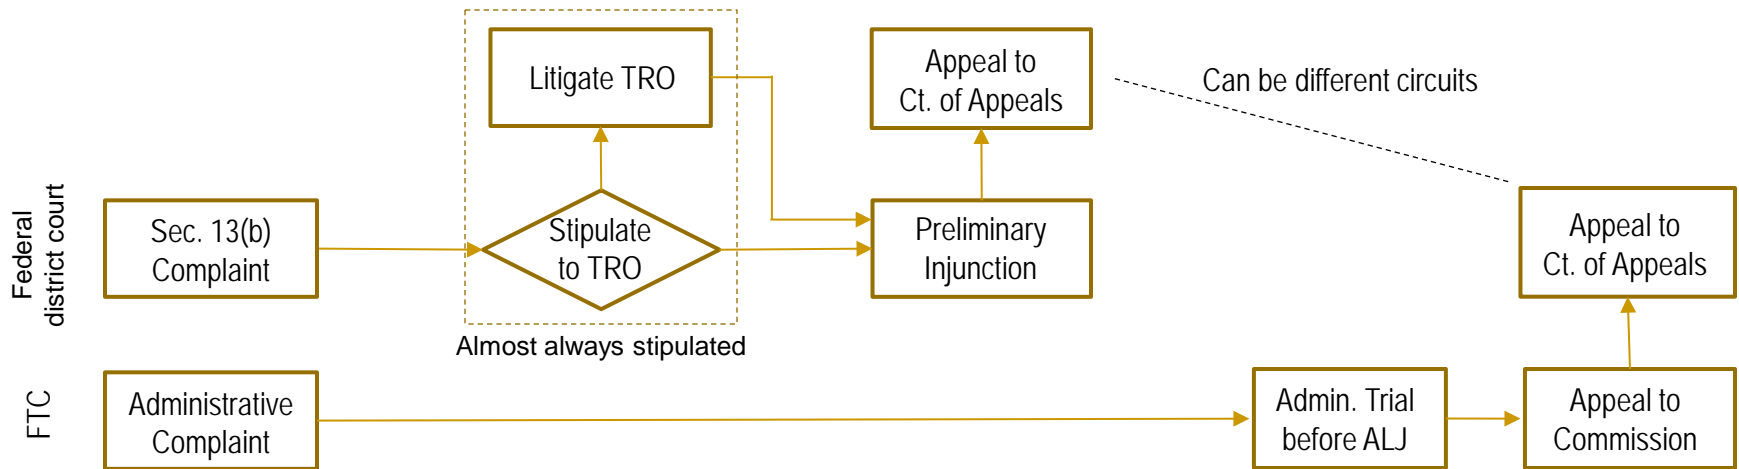 Federal
district court
Sec. 13(b)
Complaint
Litigate TRO
Stipulate
to TRO
Almost always stipulated
Appeal to
Ct. of Appeals
Preliminary
Injunction
Can be different circuits
Appeal to
Ct. of Appeals
FTC
Administrative
Complaint
Admin. Trial
before ALJ
Appeal to
Commission